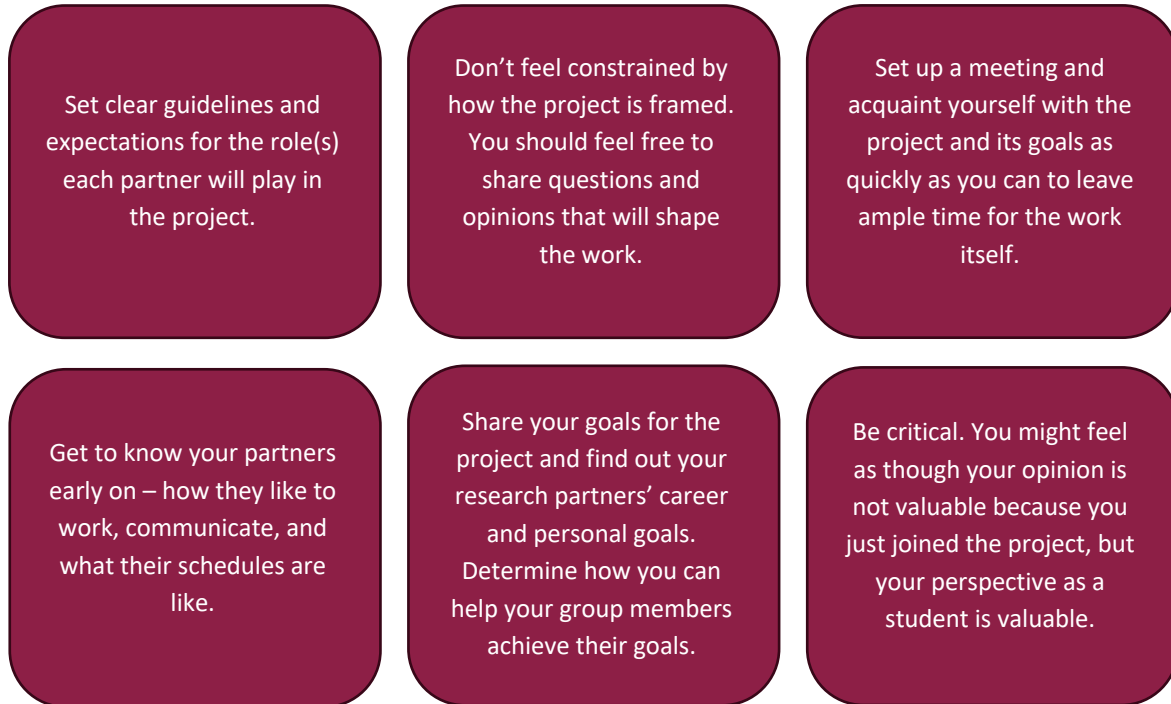 Set clear guidelines and
expectations for the role(s)
each partner will play in
the project.
Don’t feel constrained by
how the project is framed.
You should feel free to
share questions and
opinions that will shape
the work.
Set up a meeting and
acquaint yourself with the
project and its goals as
quickly as you can to leave
ample time for the work
itself.
Get to know your partners
early on – how they like to
work, communicate, and
what their schedules are
like.
Share your goals for the
project and find out your
research partners’ career
and personal goals.
Determine how you can
help your group members
achieve their goals.
Be critical. You might feel
as though your opinion is
not valuable because you
just joined the project, but
your perspective as a
student is valuable.